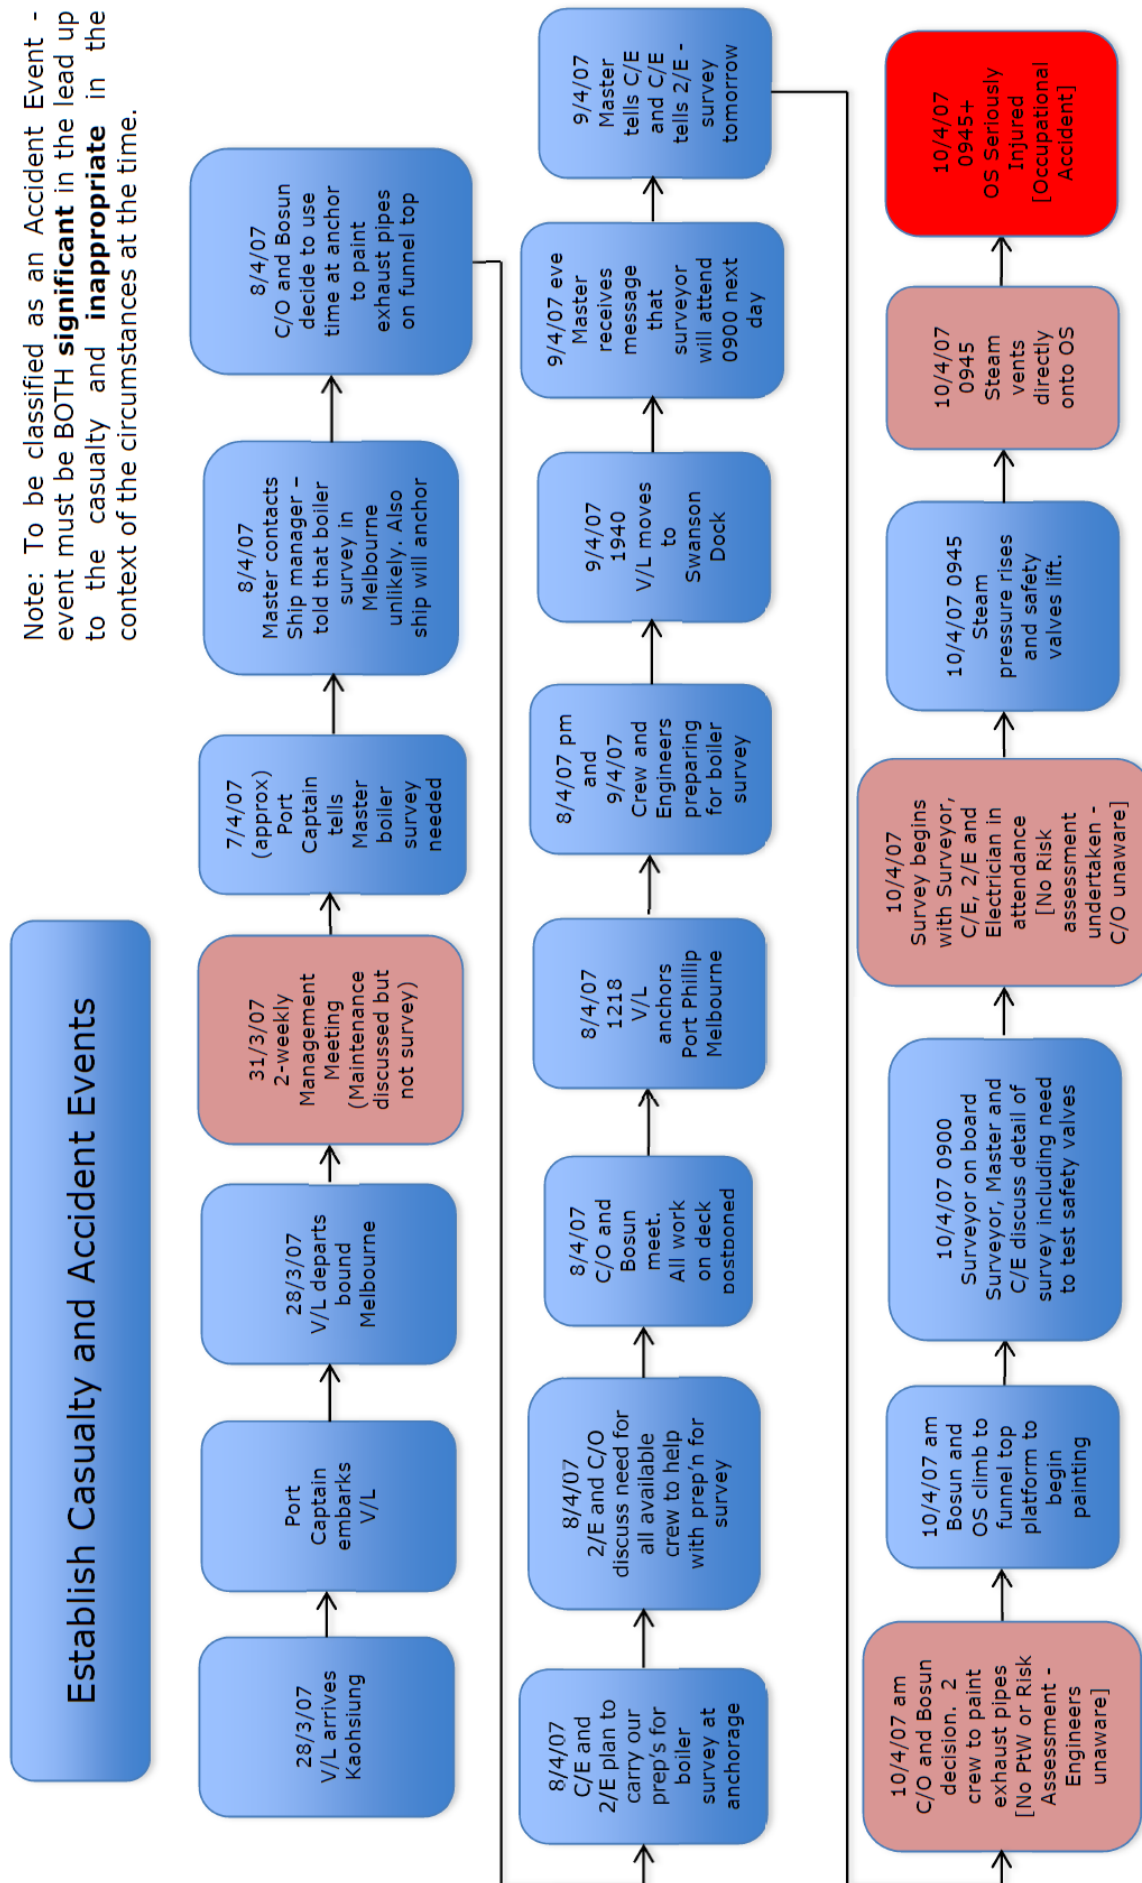 Establish Casualty and Accident Events
Note: To be classified as an Accident Event -
event must be BOTH significant in the lead up
to the casualty and inappropriate in the
context of the circumstances at the time.
28/3/07
V/L arrives
Kaohsiung
Port
Captain
embarks
V/L
28/3/07
V/L departs
bound
Melbourne
31/3/07
2-weekly
Management
Meeting
(Maintenance
discussed but
not survey)
7/4/07
(approx)
Port
Captain
tells
Master
boiler
survey
needed
8/4/07
Master contacts
Ship manager –
told that boiler
survey in
Melbourne
unlikely. Also
ship will anchor
8/4/07
C/O and Bosun
decide to use
time at anchor
to paint
exhaust pipes
on funnel top
8/4/07
C/E and
2/E plan to
carry our
prep's for
boiler
survey at
anchorage
8/4/07
2/E and C/O
discuss need for
all available
crew to help
with prep'n for
survey
8/4/07
C/O and
Bosun
meet.
All work
on deck
postponed
8/4/07
1218
V/L
anchors
Port Phillip
Melbourne
8/4/07 pm
and
9/4/07
Crew and
Engineers
preparing
for boiler
survey
9/4/07
1940
V/L moves
to
Swanson
Dock
9/4/07 eve
Master
receives
message
that
surveyor
will attend
0900 next
day
9/4/07
Master
tells C/E
and C/E
tells 2/E -
survey
tomorrow
10/4/07 am
C/O and Bosun
decision. 2
crew to paint
exhaust pipes
[No PtW or Risk
Assessment -
Engineers
unaware]
10/4/07 am
Bosun and
OS climb to
funnel top
platform to
begin
painting
10/4/07 0900
Surveyor on board
Surveyor, Master and
C/E discuss detail of
survey including need
to test safety valves
10/4/07
Survey begins
with Surveyor,
C/E, 2/E and
Electrician in
attendance
[No Risk
assessment
undertaken -
C/O unaware]
10/4/07 0945
Steam
pressure rises
and safety
valves lift.
10/4/07
0945
Steam
vents
directly
onto OS
10/4/07
0945+
OS Seriously
Injured
[Occupational
Accident]